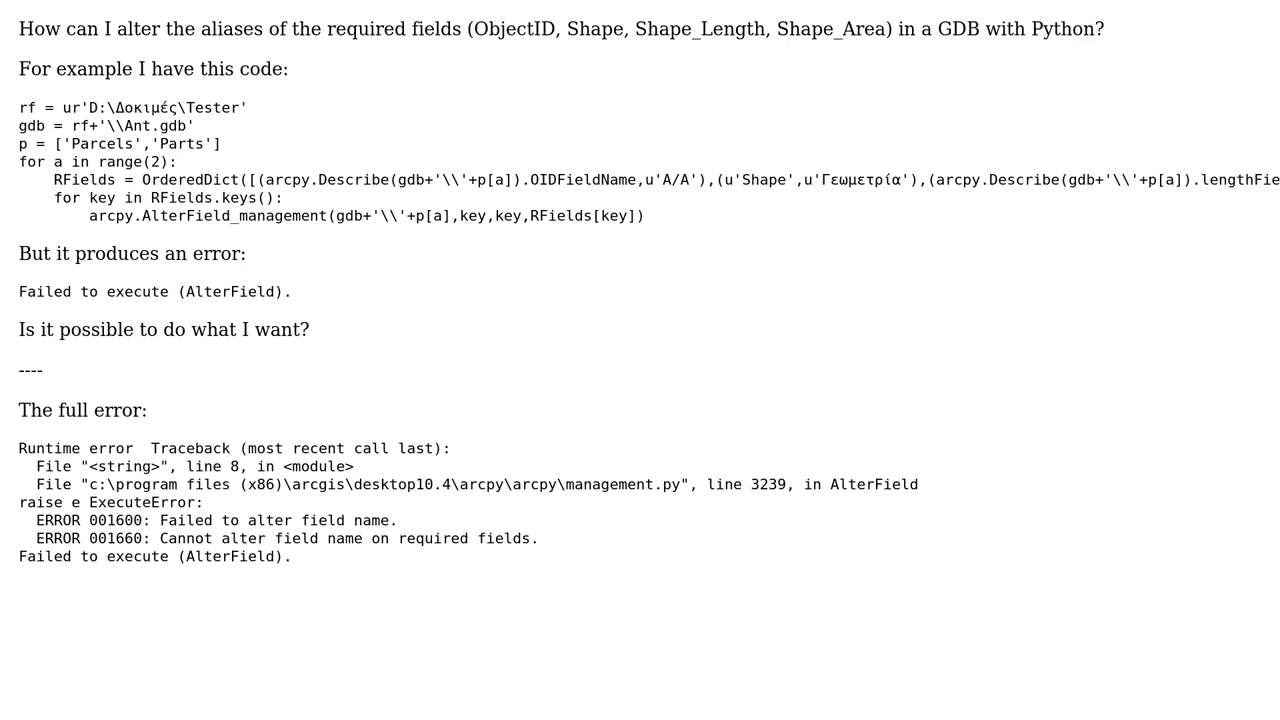 How can I alter the aliases of the required fields (ObjectID, Shape, Shape_Length, Shape_Area) in a GDB with Python?
For example I have this code:
rf = ur'D:\Δοκιμές\Tester'
gdb = rf+'\\Ant.gdb'
p = ['Parcels','Parts']
for a in range(2):
    RFields = OrderedDict([(arcpy.Describe(gdb+'\\'+p[a]).OIDFieldName,u'A/A'),(u'Shape',u'Γεωμετρία'),(arcpy.Describe(gdb+'\\'+p[a]).lengthFie
    for key in RFields.keys():
        arcpy.AlterField_management(gdb+'\\'+p[a],key,key,RFields[key])
But it produces an error:
Failed to execute (AlterField).
Is it possible to do what I want?
----
The full error:
Runtime error  Traceback (most recent call last):
  File "<string>", line 8, in <module>
  File "c:\program files (x86)\arcgis\desktop10.4\arcpy\arcpy\management.py", line 3239, in AlterField
raise e ExecuteError:
  ERROR 001600: Failed to alter field name.
  ERROR 001660: Cannot alter field name on required fields.
Failed to execute (AlterField).